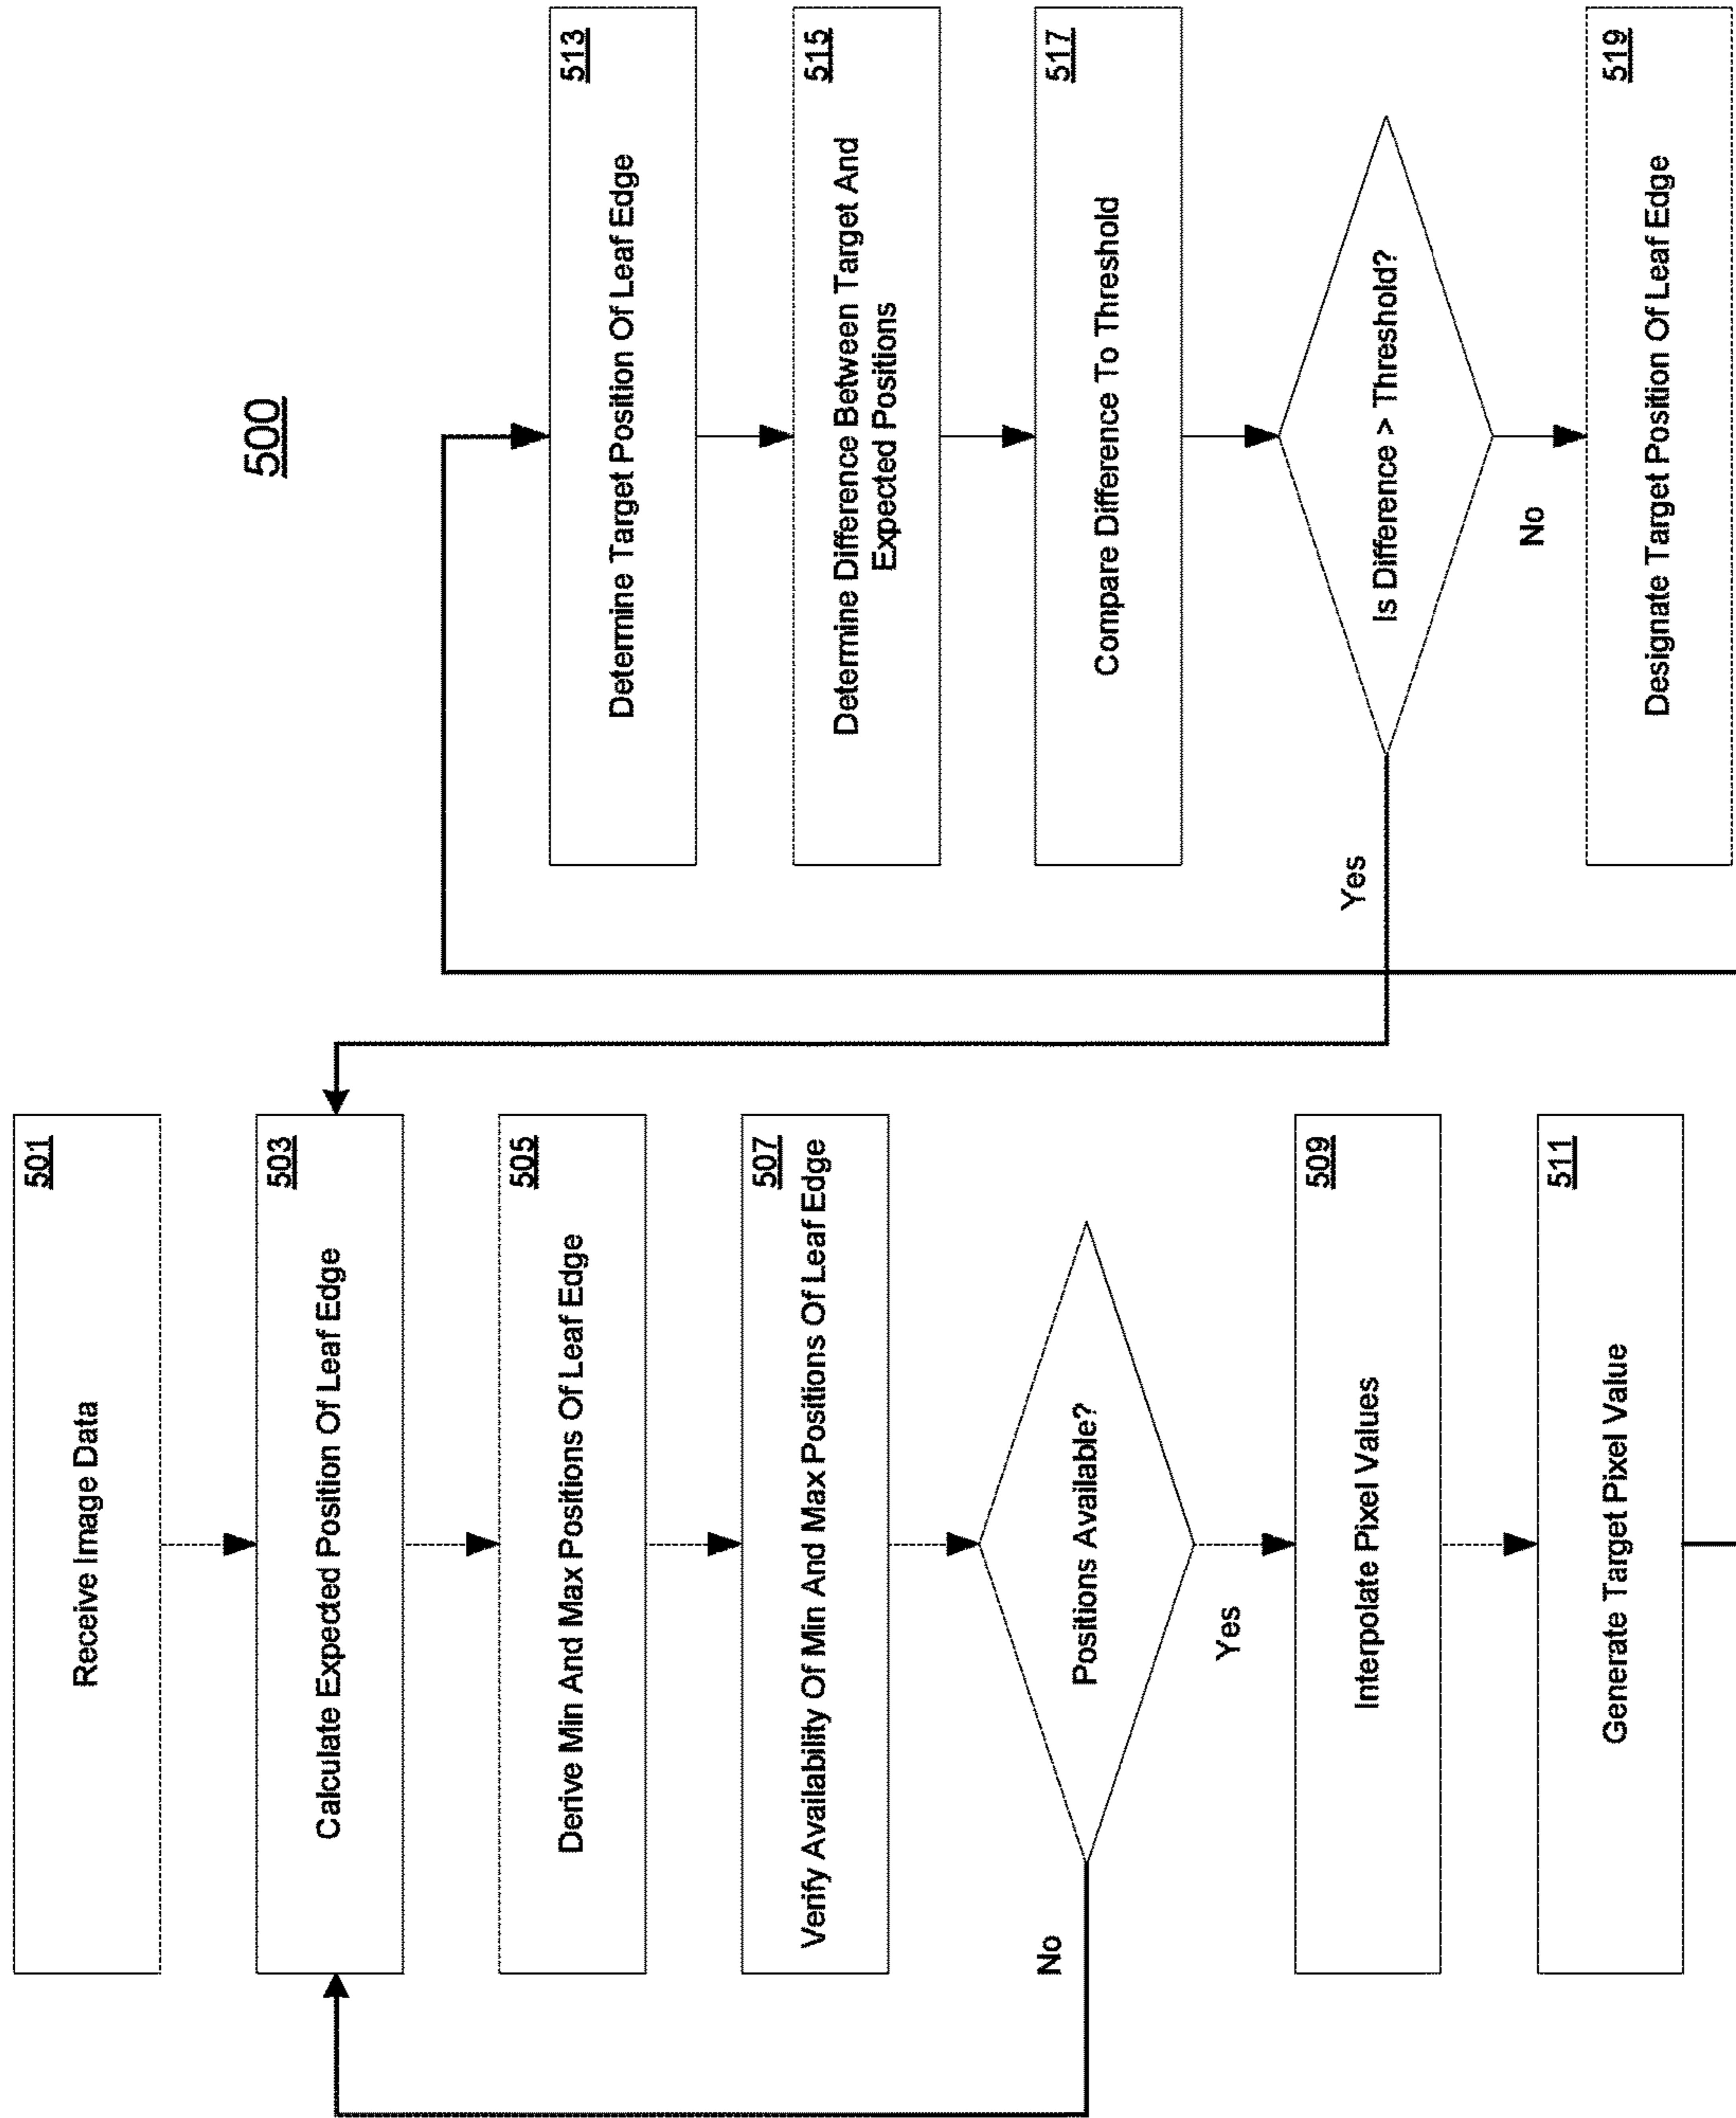 500
501
Receive Image Data
503
Calculate Expected Position Of Leaf Edge
505
Derive Min And Max Positions Of Leaf Edge
507
Verify Availability Of Min And Max Positions Of Leaf Edge
Positions Available?
No
Yes
509
Interpolate Pixel Values
511
Generate Target Pixel Value
513
Determine Target Position Of Leaf Edge
515
Determine Difference Between Target And
Expected Positions
517
Compare Difference To Threshold
Is Difference > Threshold?
Yes
No
519
Designate Target Position Of Leaf Edge